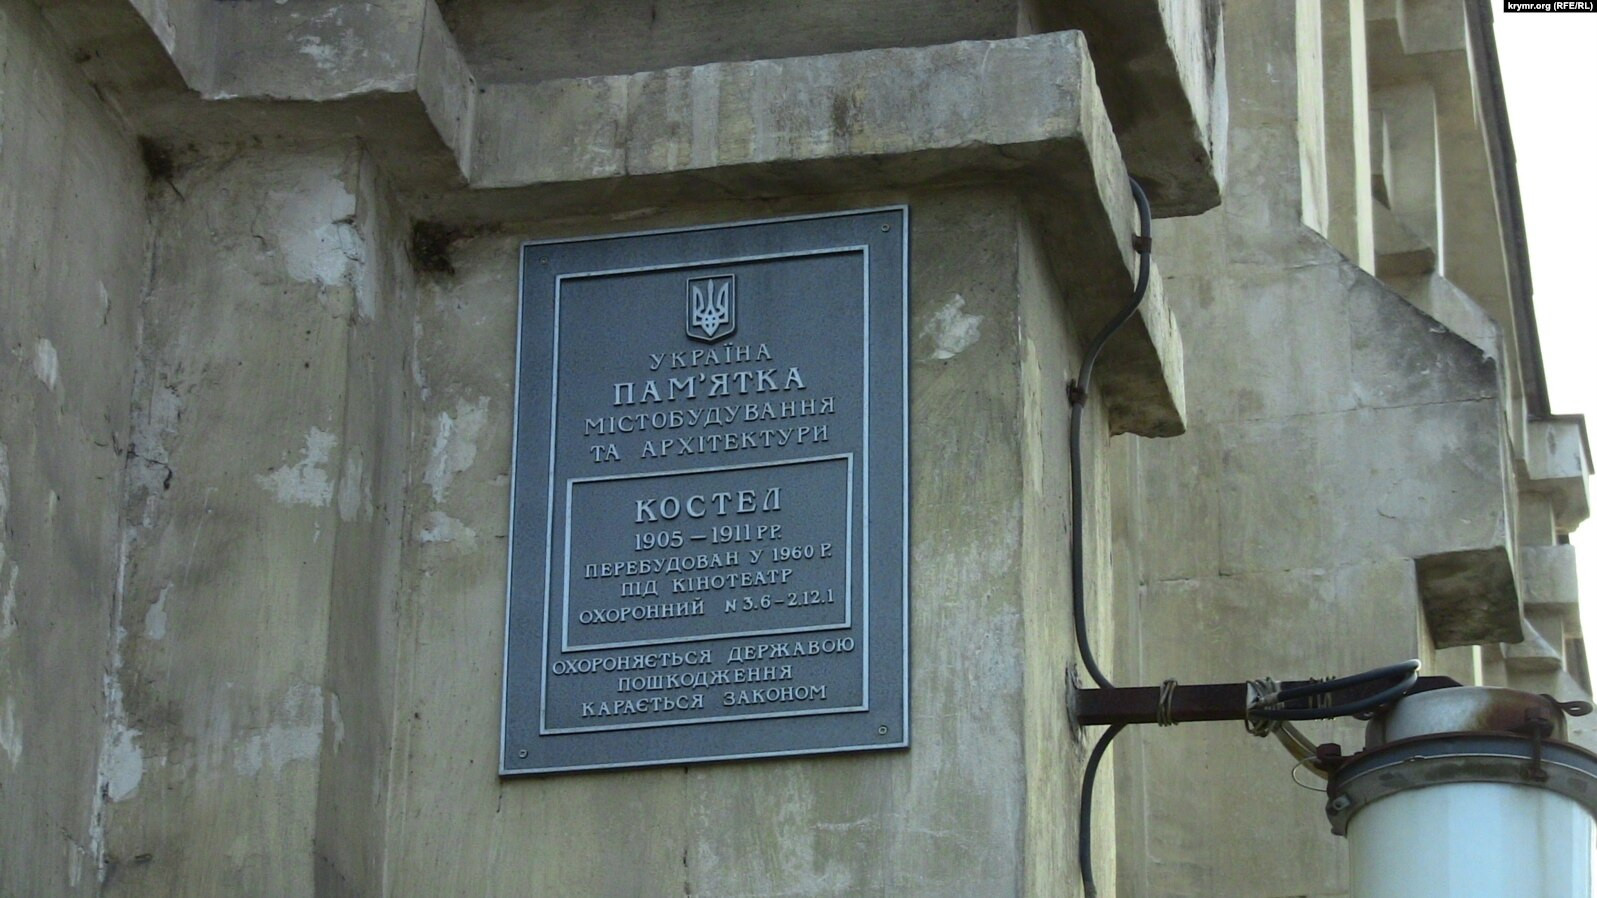 krymr.org (RFE/RL)
УКРАЇНА
ПАМ'ЯТКА
МІСТОБУДУВАННЯ
ТА АРХІТЕКТУРИ
КОСТЕЛ
1905 – 1911 РР.
ПЕРЕБУДОВАН У 1960 Р.
ПІД КІНОТЕАТР
ОХОРОННИЙ N 3.6 – 2.12.1
ОХОРОНЯЄТЬСЯ ДЕРЖАВОЮ
ПОШКОДЖЕННЯ
КАРАЄТЬСЯ ЗАКОНОМ